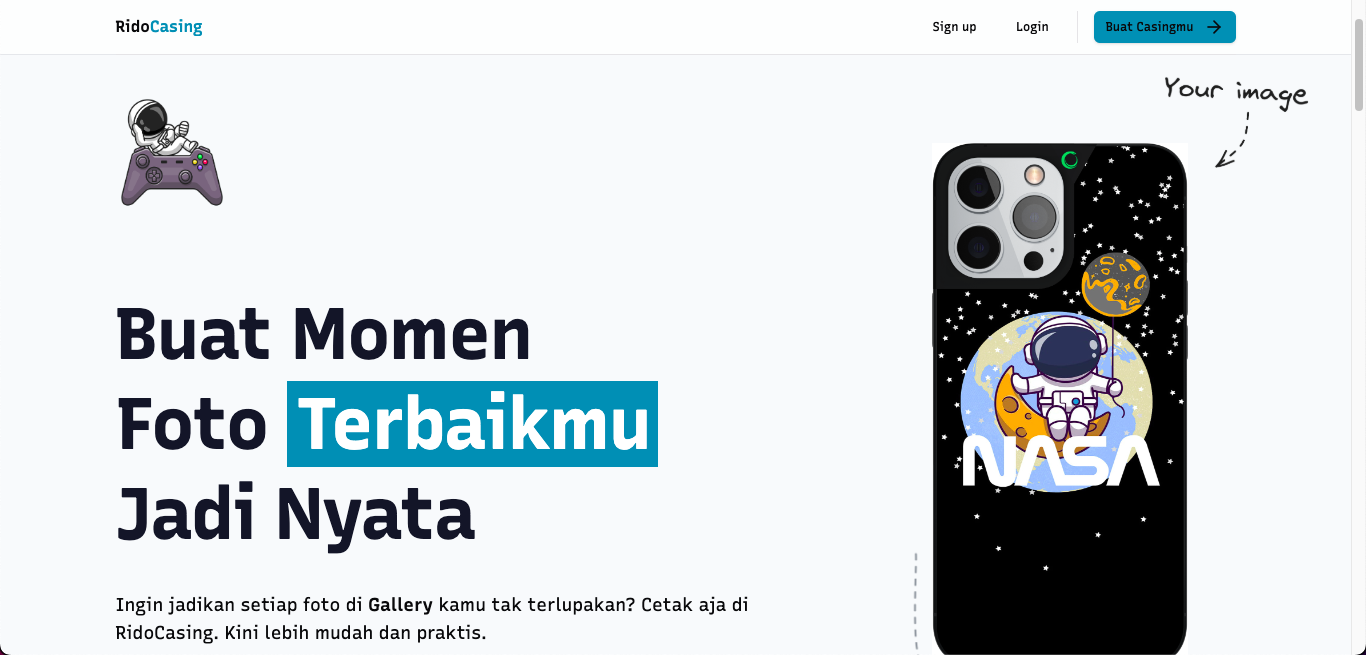 RidoCasing
Sign up
Login
Buat Casingmu
Your image
Buat Momen
Foto Terbaikmu
Jadi Nyata
NASA
Ingin jadikan setiap foto di Gallery kamu tak terlupakan? Cetak aja di
RidoCasing. Kini lebih mudah dan praktis.